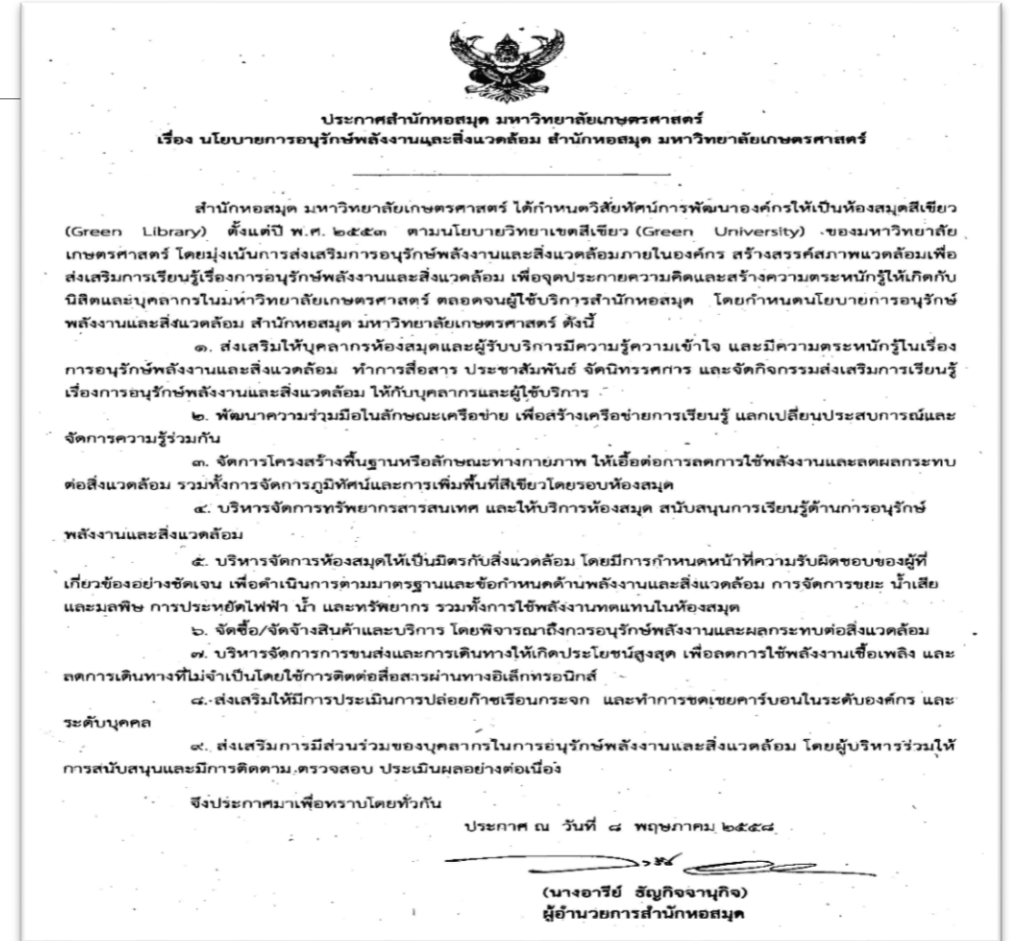 ประกาศสำนักหอสมุด มหาวิทยาลัยเกษตรศาสตร์
เรื่อง นโยบายการอนุรักษ์พลังงานและสิ่งแวดล้อม สำนักหอสมุด มหาวิทยาลัยเกษตรศาสตร์
สำนักหอสมุด มหาวิทยาลัยเกษตรศาสตร์ ได้กำหนดวิสัยทัศน์การพัฒนาองค์กรให้เป็นห้องสมุดสีเขียว
(Green Library) ตั้งแต่ปี พ.ศ. ๒๕๕๓ ตามนโยบายวิทยาเขตสีเขียว (Green University) ของมหาวิทยาลัย
เกษตรศาสตร์ โดยมุ่งเน้นการส่งเสริมการอนุรักษ์พลังงานและสิ่งแวดล้อมภายในองค์กร สร้างสรรค์สภาพแวดล้อมเพื่อ
ส่งเสริมการเรียนรู้เรื่องการอนุรักษ์พลังงานและสิ่งแวดล้อม เพื่อจุดประกายความคิดและสร้างความตระหนักรู้ให้เกิดกับ
นิสิตและบุคลากรในมหาวิทยาลัยเกษตรศาสตร์ ตลอดจนผู้ใช้บริการสำนักหอสมุด โดยกำหนดนโยบายการอนุรักษ์
พลังงานและสิ่งแวดล้อม สำนักหอสมุด มหาวิทยาลัยเกษตรศาสตร์ ดังนี้
๑. ส่งเสริมให้บุคลากรห้องสมุดและผู้รับบริการมีความรู้ความเข้าใจ และมีความตระหนักรู้ในเรื่อง
การอนุรักษ์พลังงานและสิ่งแวดล้อม ทำการสื่อสาร ประชาสัมพันธ์ จัดนิทรรศการ และจัดกิจกรรมส่งเสริมการเรียนรู้
เรื่องการอนุรักษ์พลังงานและสิ่งแวดล้อม ให้กับบุคลากรและผู้ใช้บริการ
๒. พัฒนาความร่วมมือในลักษณะเครือข่าย เพื่อสร้างเครือข่ายการเรียนรู้ แลกเปลี่ยนประสบการณ์และ
จัดการความรู้ร่วมกัน
๓. จัดการโครงสร้างพื้นฐานหรือลักษณะทางกายภาพ ให้เอื้อต่อการลดการใช้พลังงานและลดผลกระทบ
ต่อสิ่งแวดล้อม รวมทั้งการจัดการภูมิทัศน์และการเพิ่มพื้นที่สีเขียวโดยรอบห้องสมุด
๔. บริหารจัดการทรัพยากรสารสนเทศ และให้บริการห้องสมุด สนับสนุนการเรียนรู้ด้านการอนุรักษ์
พลังงานและสิ่งแวดล้อม
๕. บริหารจัดการห้องสมุดให้เป็นมิตรกับสิ่งแวดล้อม โดยมีการกำหนดหน้าที่ความรับผิดชอบของผู้ที่
เกี่ยวข้องอย่างชัดเจน เพื่อดำเนินการตามมาตรฐานและข้อกำหนดด้านพลังงานและสิ่งแวดล้อม การจัดการขยะ น้ำเสีย
และมลพิษ การประหยัดไฟฟ้า น้ำ และทรัพยากร รวมทั้งการใช้พลังงานทดแทนในห้องสมุด
๖. จัดซื้อ/จัดจ้างสินค้าและบริการ โดยพิจารณาถึงการอนุรักษ์พลังงานและผลกระทบต่อสิ่งแวดล้อม
๗. บริหารจัดการการขนส่งและการเดินทางให้เกิดประโยชน์สูงสุด เพื่อลดการใช้พลังงานเชื้อเพลิง และ
ลดการเดินทางที่ไม่จำเป็นโดยใช้การติดต่อสื่อสารผ่านทางอิเล็กทรอนิกส์
๘. ส่งเสริมให้มีการประเมินการปล่อยก๊าซเรือนกระจก และทำการชดเชยคาร์บอนในระดับองค์กร และ
ระดับบุคคล
๙. ส่งเสริมการมีส่วนร่วมของบุคลากรในการอนุรักษ์พลังงานและสิ่งแวดล้อม โดยผู้บริหารร่วมให้
การสนับสนุนและมีการติดตาม ตรวจสอบ ประเมินผลอย่างต่อเนื่อง
จึงประกาศมาเพื่อทราบโดยทั่วกัน
ประกาศ ณ วันที่ ๘ พฤษภาคม ๒๕๕๘
(นางอารีย์ ธัญกิจจานุกิจ)
ผู้อำนวยการสำนักหอสมุด